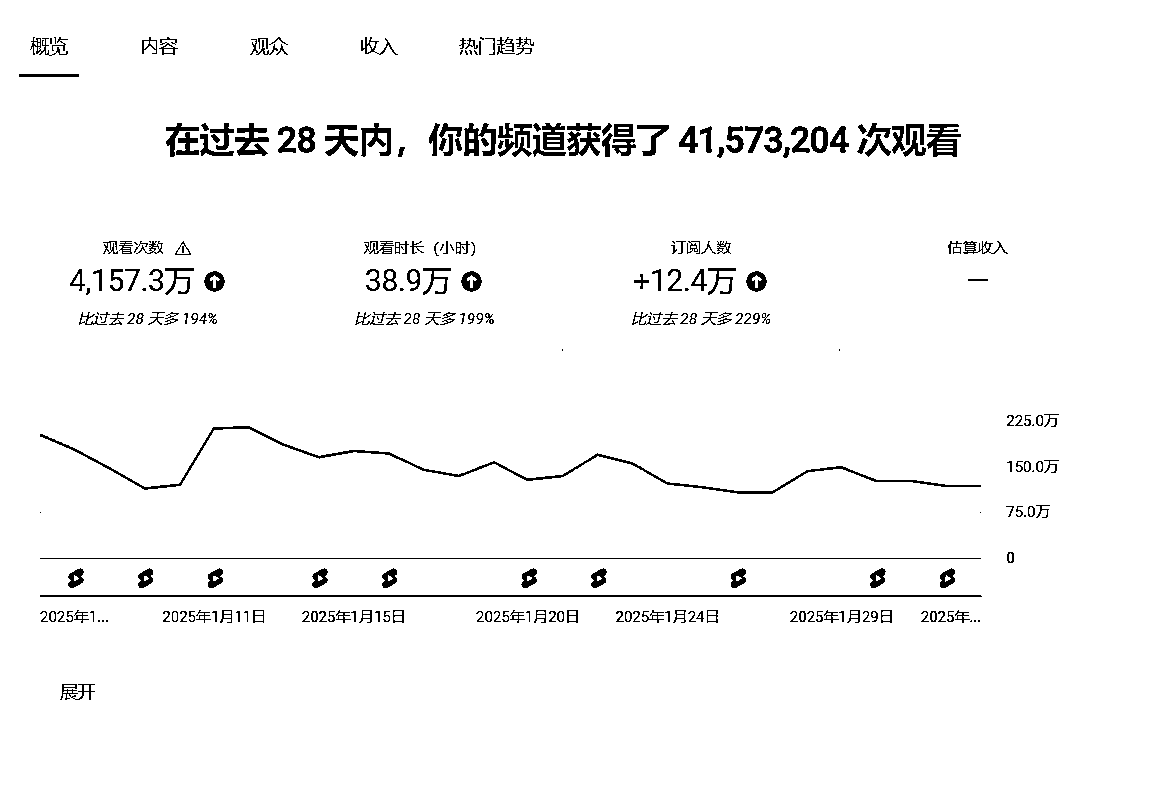 概览 内容 观众 收入 热门趋势
在过去 28 天内，你的频道获得了 41,573,204 次观看
观看次数 观看时长（小时） 订阅人数 估算收入
4,157.3万 38.9万 +12.4万 —
比过去 28 天多 194% 比过去 28 天多 199% 比过去 28 天多 229%
225.0万
150.0万
75.0万
0
2025年1... 2025年1月11日 2025年1月15日 2025年1月20日 2025年1月24日 2025年1月29日 2025年...
展开